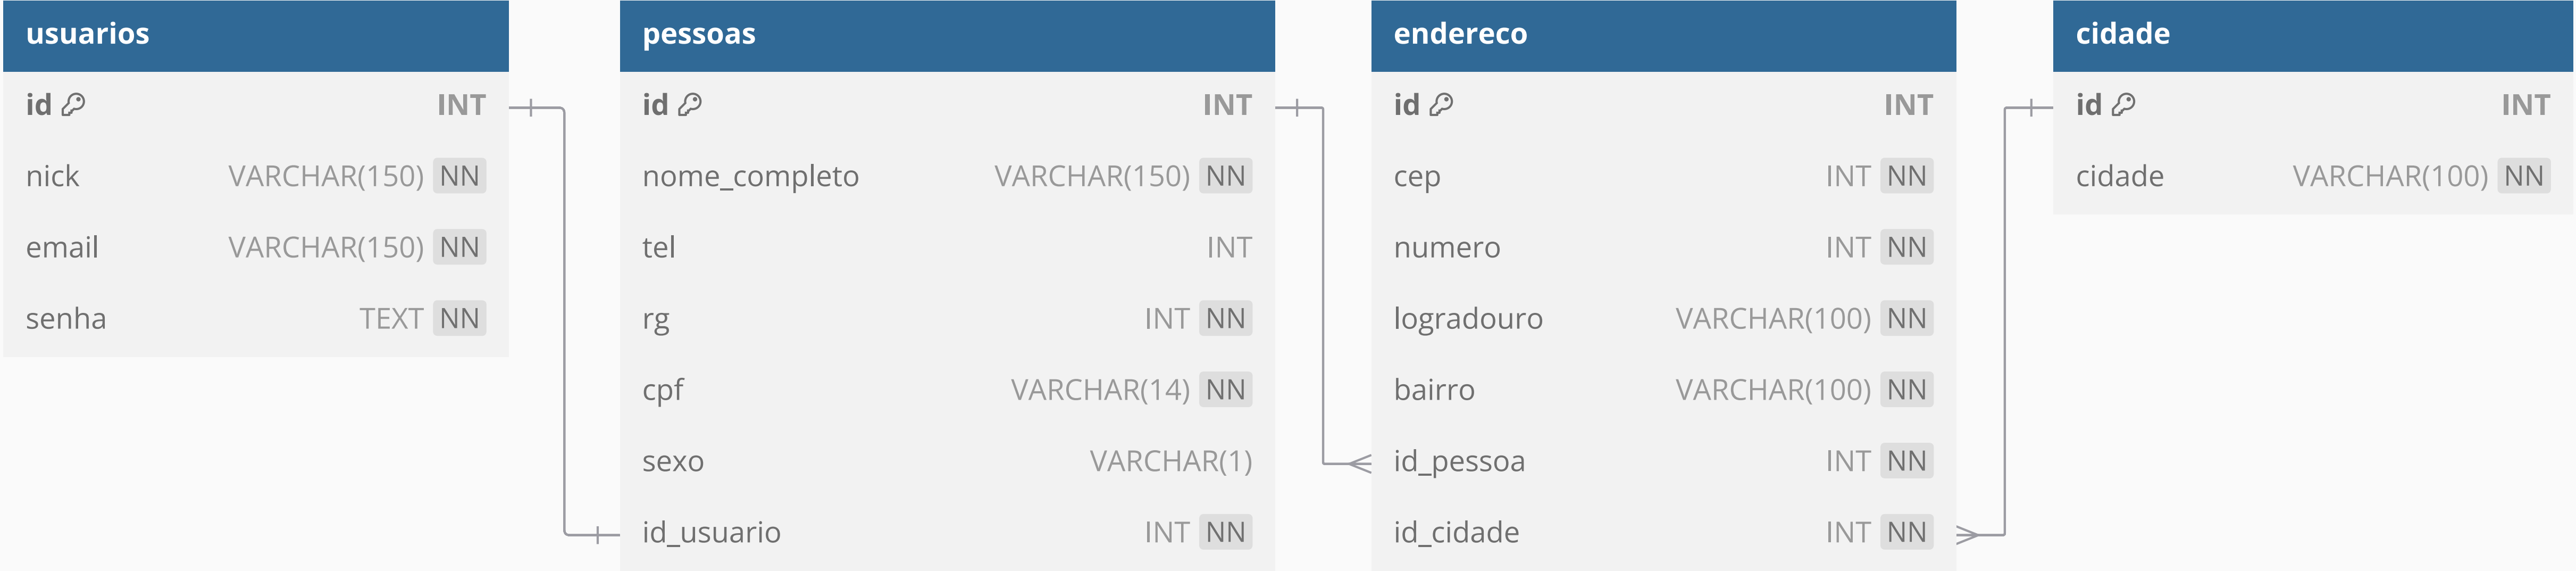 usuarios
id INT
nick VARCHAR(150) NN
email VARCHAR(150) NN
senha TEXT NN
pessoas
id INT
nome_completo VARCHAR(150) NN
tel INT
rg INT NN
cpf VARCHAR(14) NN
sexo VARCHAR(1)
id_usuario INT NN
endereco
id INT
cep INT NN
numero INT NN
logradouro VARCHAR(100) NN
bairro VARCHAR(100) NN
id_pessoa INT NN
id_cidade INT NN
cidade
id INT
cidade VARCHAR(100) NN